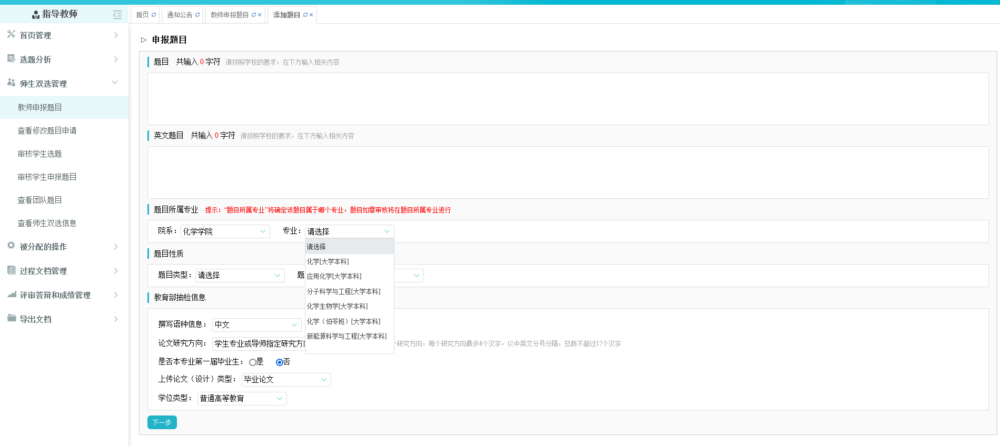 指导教师
首页 通知公告 教师申报题目 添加题目
首页管理
选题分析
师生双选管理
教师申报题目
查看修改题目申请
审核学生选题
审核学生申报题目
查看团队题目
查看师生双选信息
被分配的操作
过程文档管理
评审答辩和成绩管理
导出文档
申报题目
题目 共输入 0 字符 请按照学校的要求，在下方输入相关内容
英文题目 共输入 0 字符 请按照学校的要求，在下方输入相关内容
题目所属专业 提示：“题目所属专业”将确定该题目属于哪个专业，题目如需审核将在题目所属专业进行
院系： 化学学院 专业： 请选择
请选择
化学[大学本科]
应用化学[大学本科]
分子科学与工程[大学本科]
化学生物学[大学本科]
化学（伯苓班）[大学本科]
新能源科学与工程[大学本科]
题目性质
题目类型： 请选择 题
教育部抽检信息
撰写语种信息： 中文
论文研究方向： 学生专业或导师指定研究方向 个研究方向，每个研究方向最多8个汉字，以中英文分号分隔，总数不超过17个汉字
是否本专业第一届毕业生： 是 否
上传论文（设计）类型： 毕业论文
学位类型： 普通高等教育
下一步